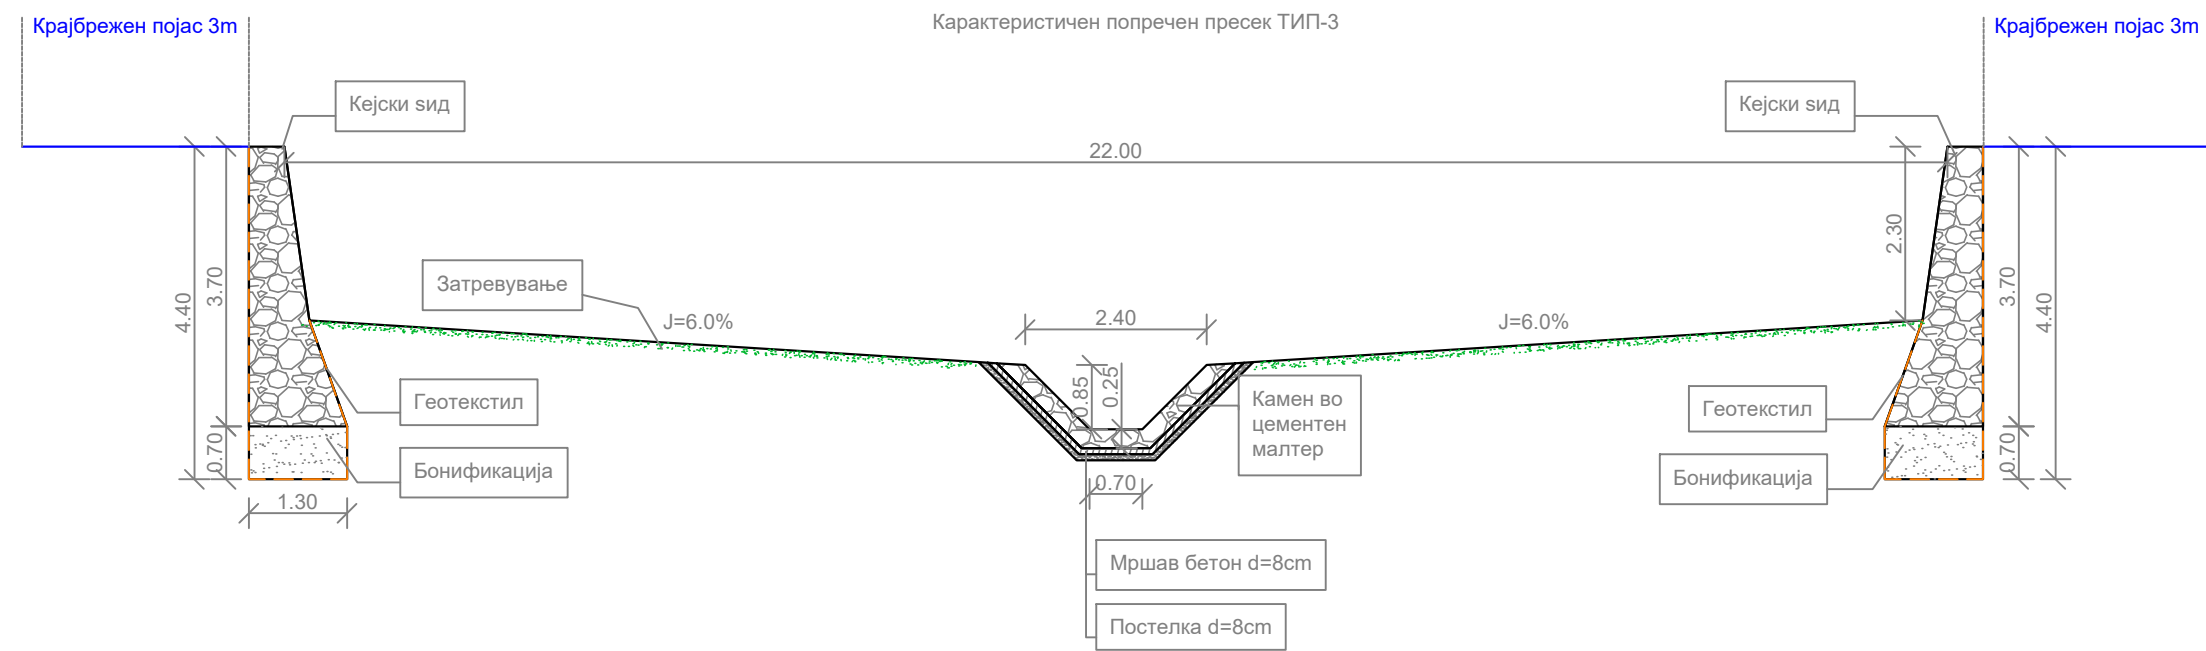 Карактеристичен попречен пресек ТИП-3
Крајбрежен појас 3m
Крајбрежен појас 3m
Кејски ѕид
Кејски ѕид
22.00
2.30
4.40
3.70
3.70
4.40
Затревување
J=6.0%
2.40
J=6.0%
0.85
0.25
Геотекстил
Камен во
цементен
малтер
Геотекстил
0.70
Бонификација
0.70
Бонификација
0.70
1.30
Мршав бетон d=8cm
Постелка d=8cm